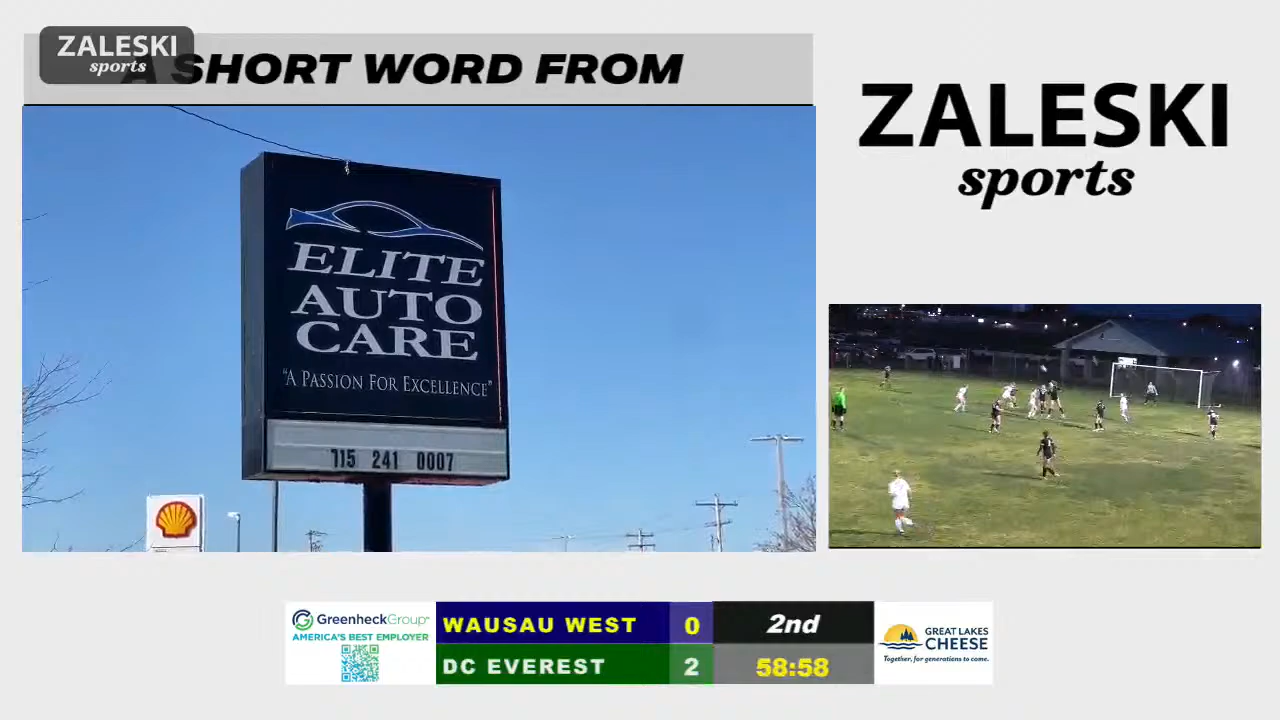 ZALESKI
sports
A SHORT WORD FROM
ELITE
AUTO
CARE
"A PASSION FOR EXCELLENCE"
715 241 0007
ZALESKI
sports
GreenheckGroup
AMERICA'S BEST EMPLOYER
WAUSAU WEST 0 2nd
DC EVEREST 2 58:58
GREAT LAKES
CHEESE
Together, for generations to come.